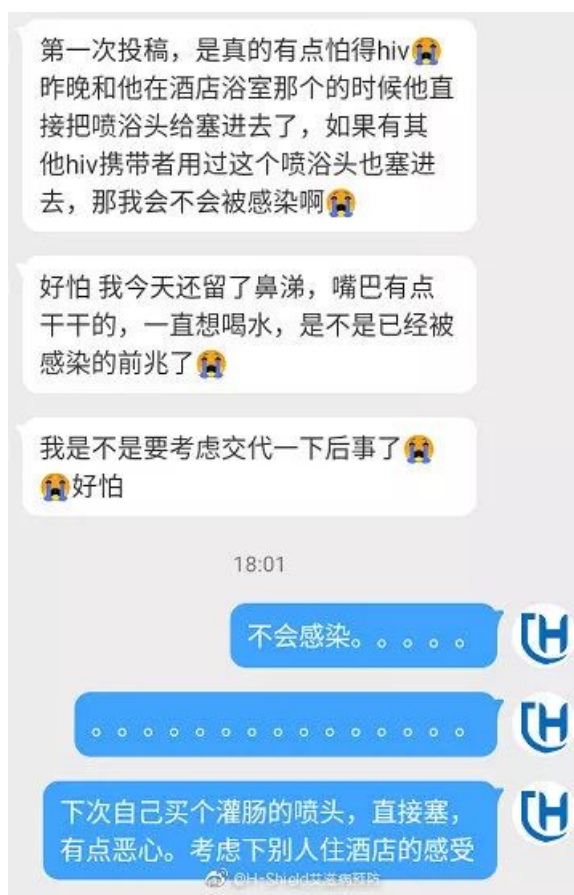 第一次投稿，是真的有点怕得hiv😭
昨晚和他在酒店浴室那个的时候他直
接把喷浴头给塞进去了，如果有其
他hiv携带者用过这个喷浴头也塞进
去，那我会不会被感染啊😭
好怕 我今天还留了鼻涕，嘴巴有点
干干的，一直想喝水，是不是已经被
感染的前兆了😭
我是不是要考虑交代一下后事了😭
😭好怕
18:01
不会感染。。。。。
。。。。。。。。。。。。。。。
下次自己买个灌肠的喷头，直接塞，
有点恶心。考虑下别人住酒店的感受
@H-Shield艾滋病预防